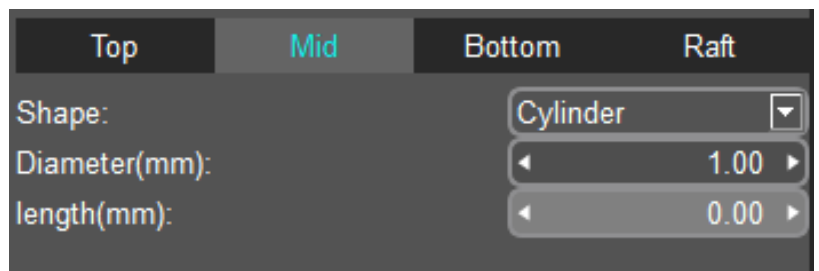 Top Mid Bottom Raft
Shape: Cylinder
Diameter(mm): 1.00
length(mm): 0.00